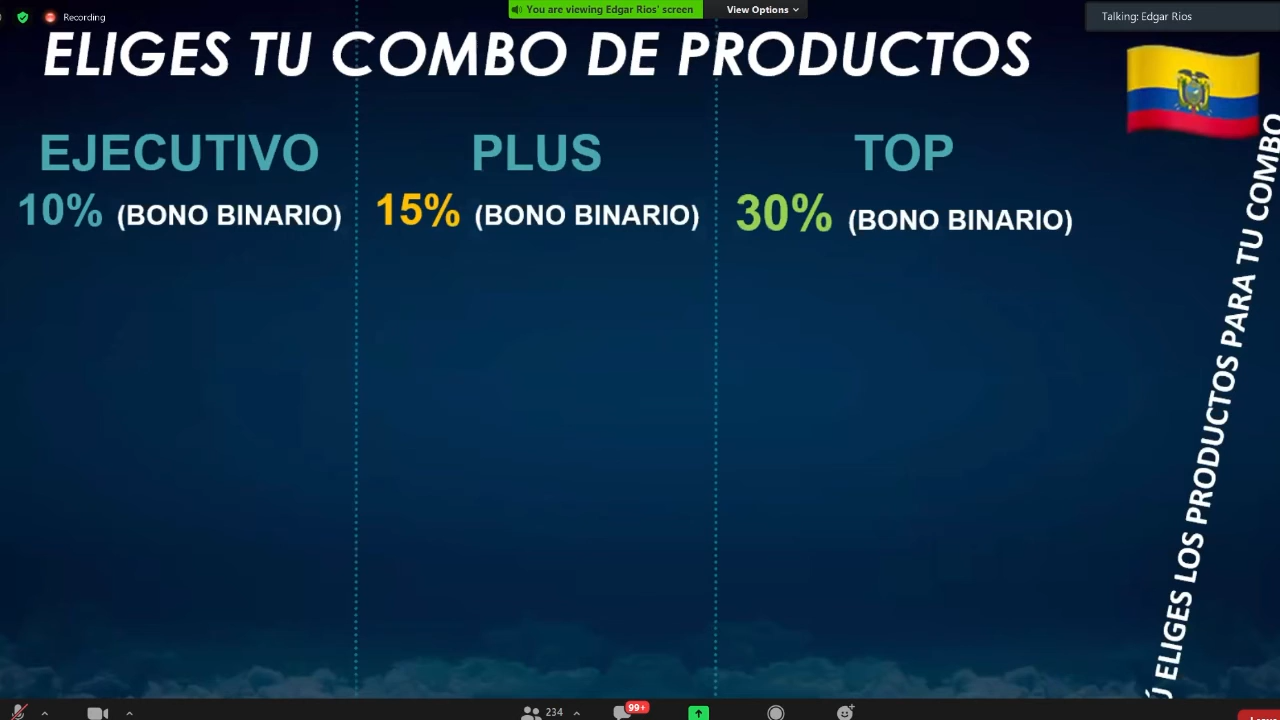 Recording
You are viewing Edgar Rios' screen
View Options
Talking: Edgar Rios
ELIGES TU COMBO DE PRODUCTOS
EJECUTIVO
10% (BONO BINARIO)
PLUS
15% (BONO BINARIO)
TOP
30% (BONO BINARIO)
Ú ELIGES LOS PRODUCTOS PARA TU COMBO
234
99+